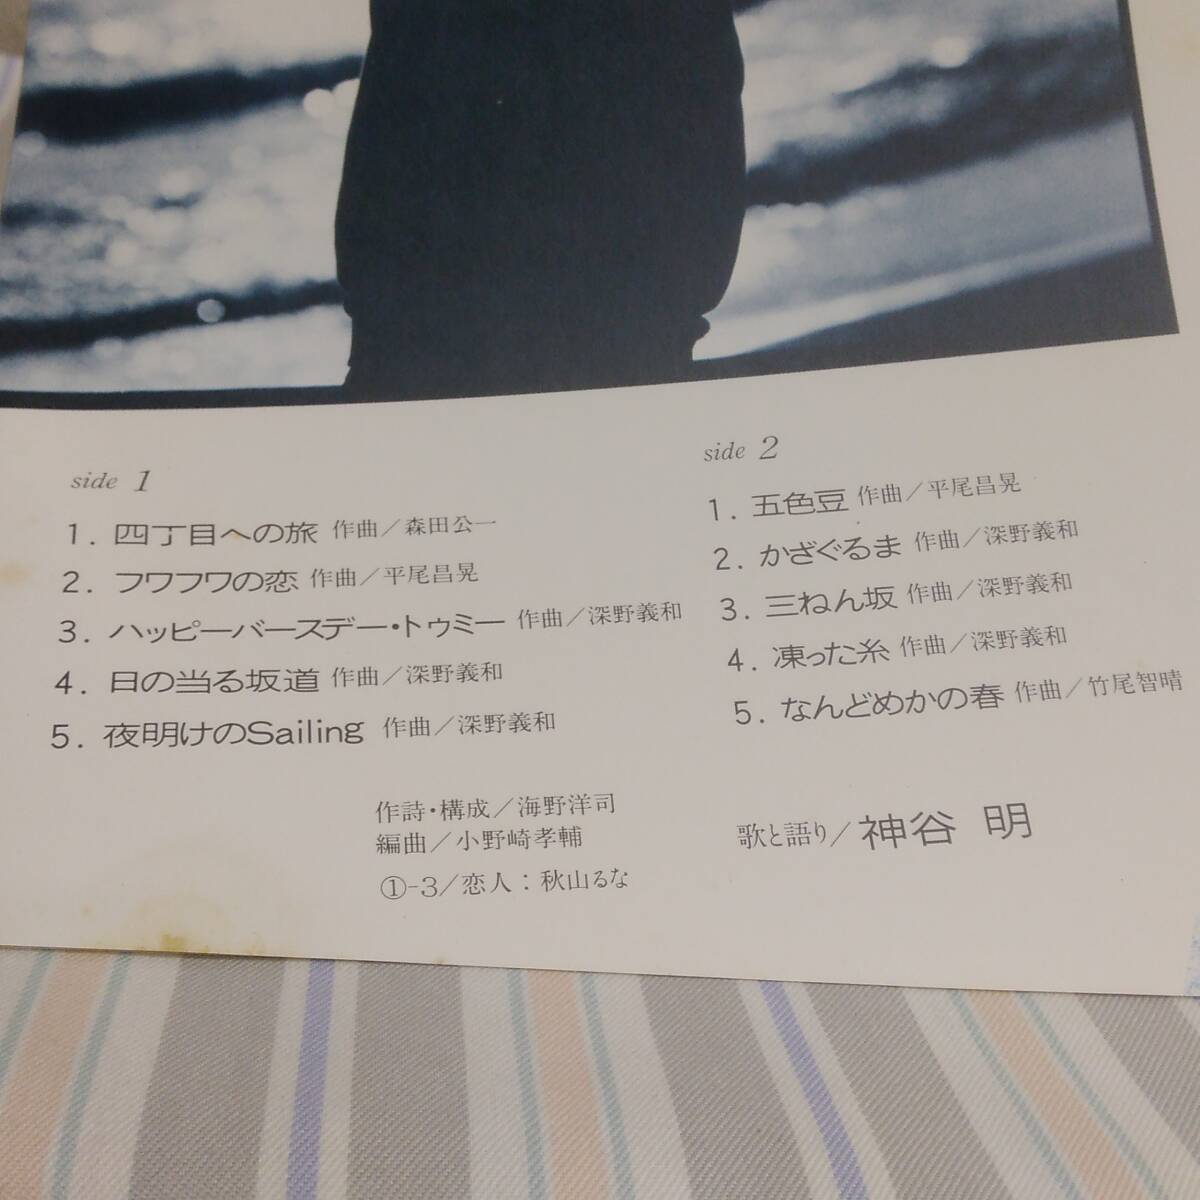 side 1
1. 四丁目への旅 作曲／森田公一
2. フワフワの恋 作曲／平尾昌晃
3. ハッピーバースデー・トゥミー 作曲／深野義和
4. 日の当る坂道 作曲／深野義和
5. 夜明けのSailing 作曲／深野義和
side 2
1. 五色豆 作曲／平尾昌晃
2. かざぐるま 作曲／深野義和
3. 三ねん坂 作曲／深野義和
4. 凍った糸 作曲／深野義和
5. なんどめかの春 作曲／竹尾智晴
作詩・構成／海野洋司
編曲／小野崎孝輔
①-3／恋人：秋山るな
歌と語り／神谷 明